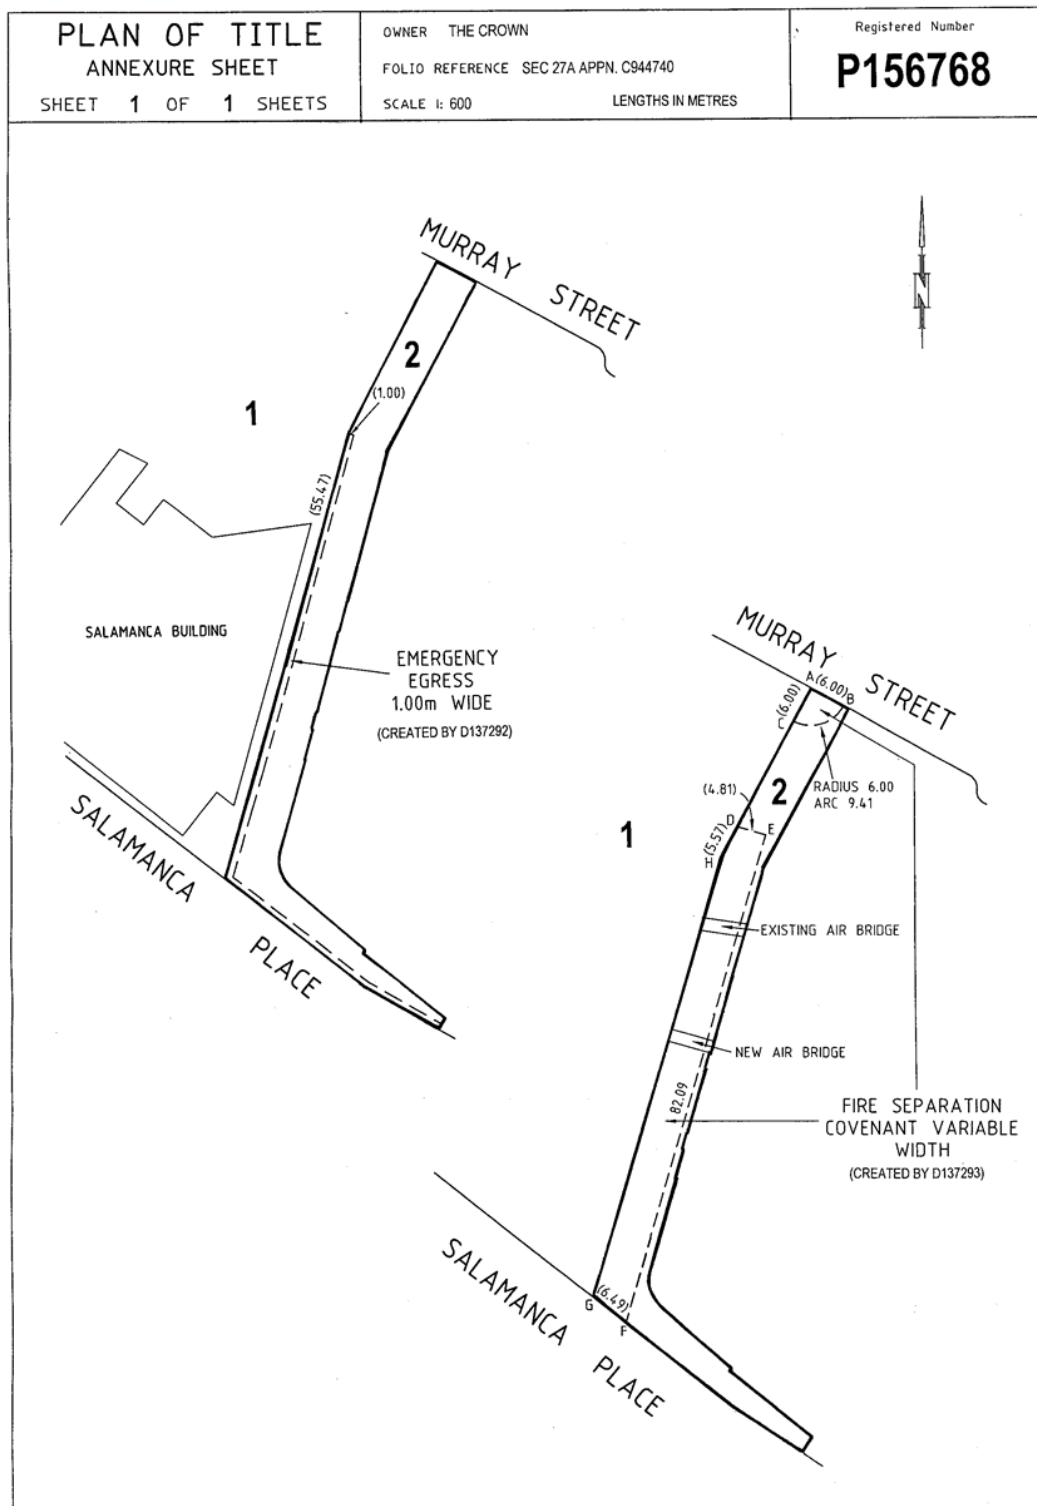 PLAN OF TITLE
ANNEXURE SHEET
SHEET 1 OF 1 SHEETS
OWNER THE CROWN
FOLIO REFERENCE SEC 27A APPN. C944740
SCALE 1: 600 LENGTHS IN METRES
Registered Number
P156768
MURRAY STREET
2
(1.00)
1
(55.47)
N
SALAMANCA BUILDING
EMERGENCY
EGRESS
1.00m WIDE
(CREATED BY D137292)
SALAMANCA
PLACE
MURRAY STREET
A (6.00) B
(6.00)
C
RADIUS 6.00
ARC 9.41
2
(4.81)
D
E
1
(5.57)
H
EXISTING AIR BRIDGE
NEW AIR BRIDGE
82.09
FIRE SEPARATION
COVENANT VARIABLE
WIDTH
(CREATED BY D137293)
SALAMANCA
PLACE
G
(6.49)
F